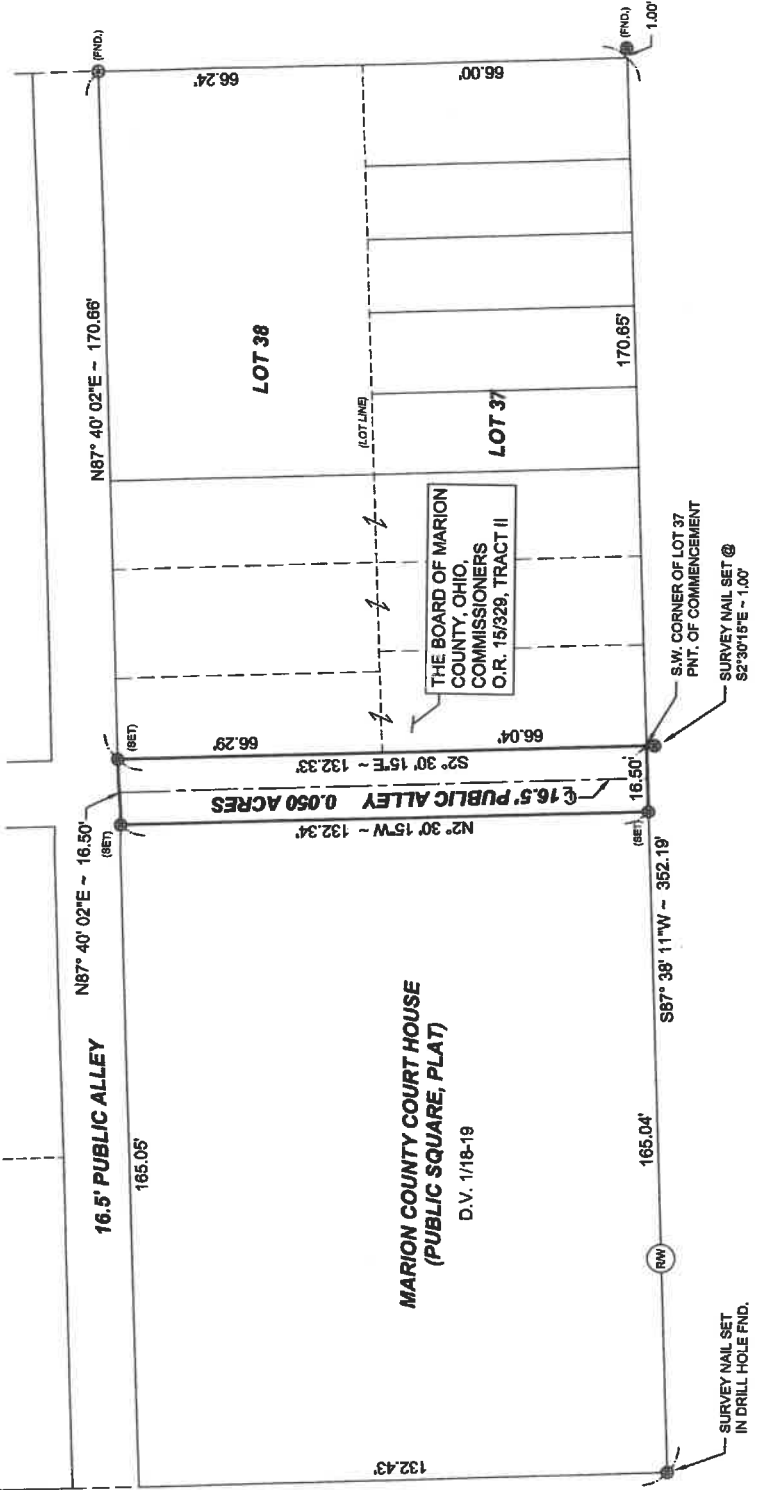 (FND.)
66.24'
66.00'
(FND.)
1.00'
N87° 40' 02"E ~ 170.66'
LOT 38
(LOT LINE)
LOT 37
170.65'
THE BOARD OF MARION
COUNTY, OHIO,
COMMISSIONERS
O.R. 15/329, TRACT II
S.W. CORNER OF LOT 37
PNT. OF COMMENCEMENT
SURVEY NAIL SET @
S2°30'15"E ~ 1.00'
(SET)
66.29'
66.04'
S2° 30' 15"E ~ 132.33'
16.5' PUBLIC ALLEY 0.050 ACRES
16.50'
N2° 30' 15"W ~ 132.34'
N87° 40' 02"E ~ 16.50'
(SET)
(SET)
S87° 38' 11"W ~ 352.19'
16.5' PUBLIC ALLEY
165.05'
MARION COUNTY COURT HOUSE
(PUBLIC SQUARE, PLAT)
D.V. 1/18-19
165.04'
R/W
132.43'
SURVEY NAIL SET
IN DRILL HOLE FND.